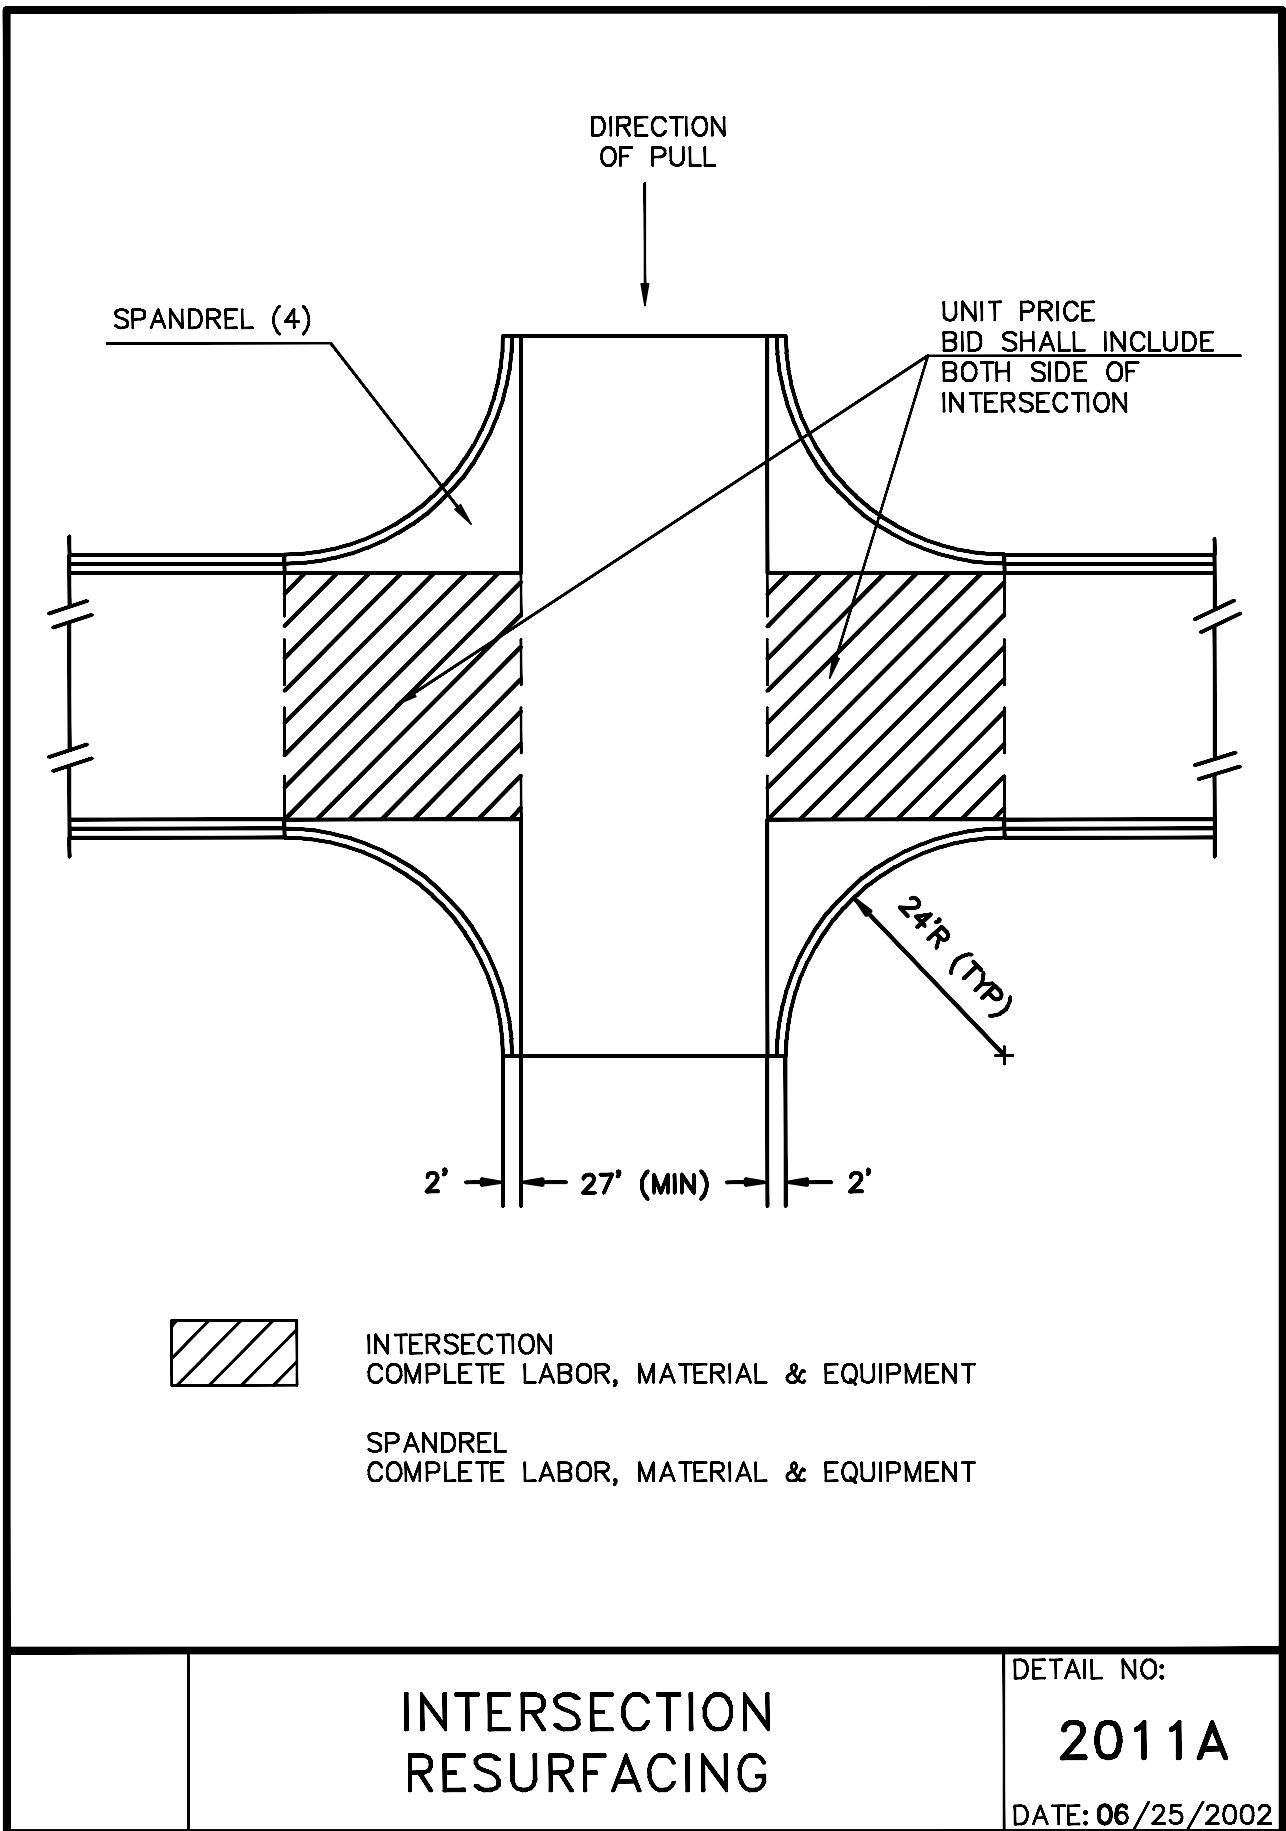 DIRECTION
OF PULL
SPANDREL (4)
UNIT PRICE
BID SHALL INCLUDE
BOTH SIDE OF
INTERSECTION
24'R (TYP)
2' 27' (MIN) 2'
INTERSECTION
COMPLETE LABOR, MATERIAL & EQUIPMENT
SPANDREL
COMPLETE LABOR, MATERIAL & EQUIPMENT
INTERSECTION
RESURFACING
DETAIL NO:
2011A
DATE: 06/25/2002